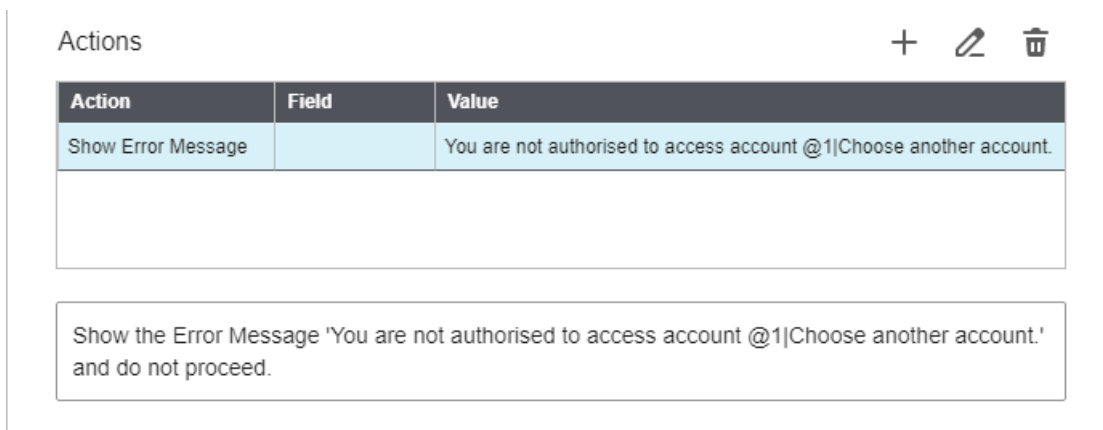 Actions
Action Field Value
Show Error Message You are not authorised to access account @1|Choose another account.
Show the Error Message 'You are not authorised to access account @1|Choose another account.'
and do not proceed.